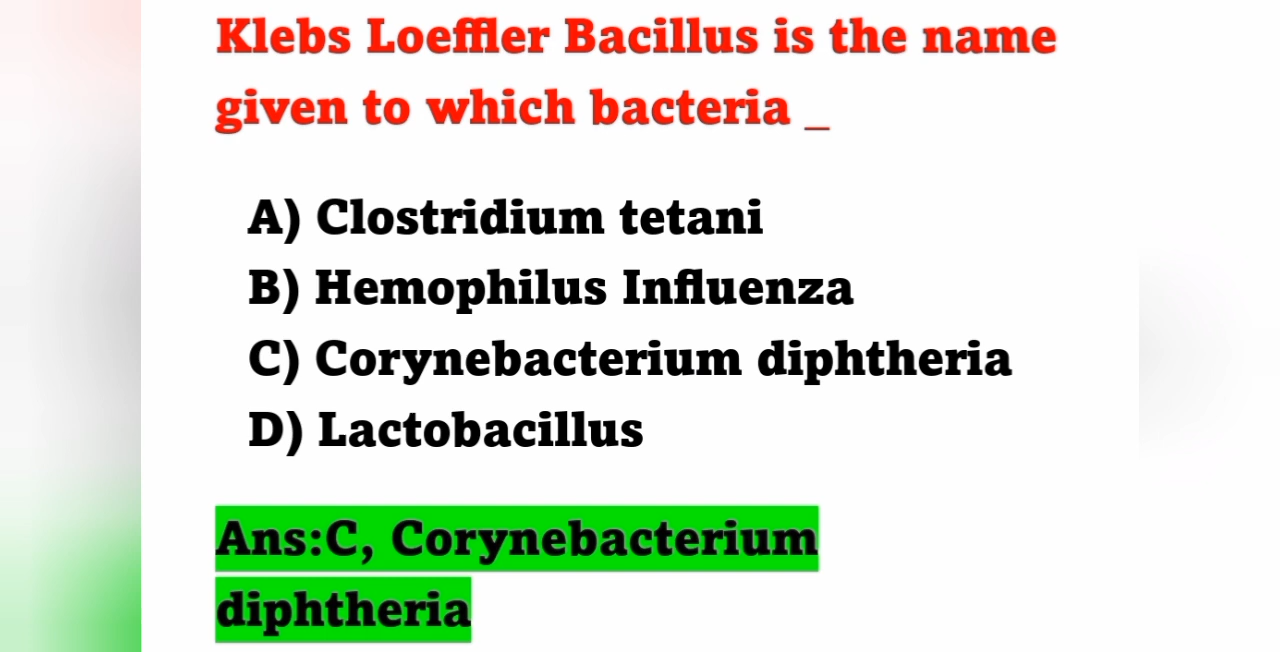 Klebs Loeffler Bacillus is the name
given to which bacteria _
A) Clostridium tetani
B) Hemophilus Influenza
C) Corynebacterium diphtheria
D) Lactobacillus
Ans:C, Corynebacterium
diphtheria